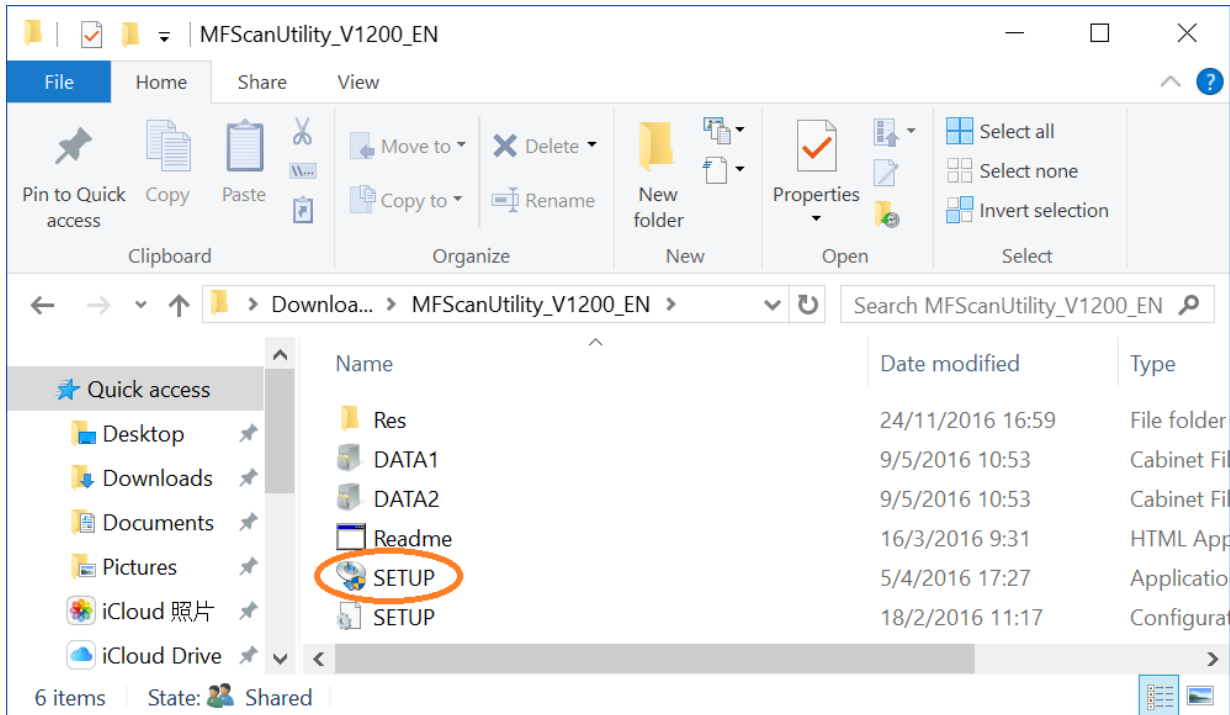 MFScanUtility_V1200_EN
File Home Share View
Pin to Quick access
Copy
Paste
Clipboard
Move to
Copy to
Delete
Rename
Organize
New folder
New
Properties
Open
Select all
Select none
Invert selection
Select
Downloa... MFScanUtility_V1200_EN
Search MFScanUtility_V1200_EN
Quick access
Desktop
Downloads
Documents
Pictures
iCloud 照片
iCloud Drive
Name Date modified Type
Res 24/11/2016 16:59 File folder
DATA1 9/5/2016 10:53 Cabinet Fil
DATA2 9/5/2016 10:53 Cabinet Fil
Readme 16/3/2016 9:31 HTML App
SETUP 5/4/2016 17:27 Applicatio
SETUP 18/2/2016 11:17 Configurat
6 items State: Shared